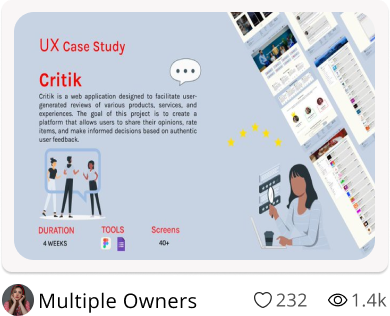 UX Case Study
Critik
Critik is a web application designed to facilitate user-
generated reviews of various products, services, and
experiences. The goal of this project is to create a
platform that allows users to share their opinions, rate
items, and make informed decisions based on authentic
user feedback.
DURATION TOOLS Screens
4 WEEKS 40+
Multiple Owners 232 1.4k